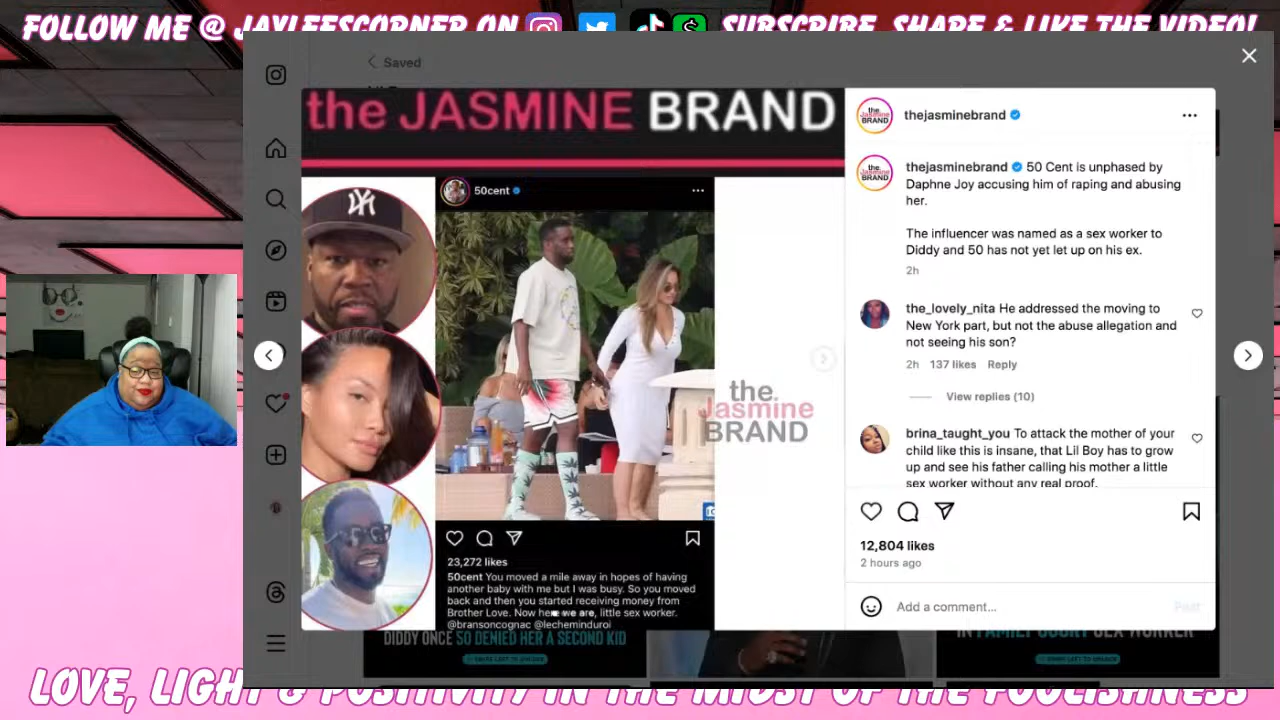 FOLLOW ME @ JAYLEESCORNER ON
SUBSCRIBE, SHARE & LIKE THE VIDEO!
Saved
the JASMINE BRAND
50cent
the
Jasmine
BRAND
23,272 likes
50cent You moved a mile away in hopes of having
another baby with me but I was busy. So you moved
back and then you started receiving money from
Brother Love. Now here we are, little sex worker.
@bransoncognac @lecheminduroi
thejasminebrand
thejasminebrand 50 Cent is unphased by
Daphne Joy accusing him of raping and abusing
her.
The influencer was named as a sex worker to
Diddy and 50 has not yet let up on his ex.
2h
the_lovely_nita He addressed the moving to
New York part, but not the abuse allegation and
not seeing his son?
2h 137 likes Reply
View replies (10)
brina_taught_you To attack the mother of your
child like this is insane, that Lil Boy has to grow
up and see his father calling his mother a little
sex worker without any real proof.
12,804 likes
2 hours ago
Add a comment...
Post
DIDDY ONCE SO DENIED HER A SECOND KID
IN FAMILY COURT SEX WORKER
LOVE, LIGHT & POSITIVITY IN THE MIDST OF THE FOOLISHNESS